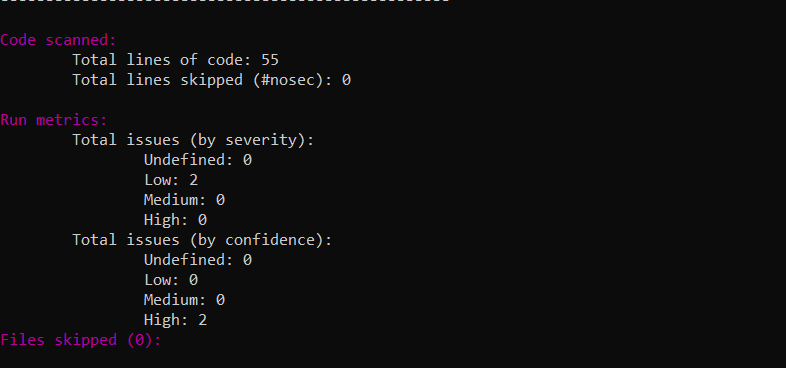 --------------------------------------------------
Code scanned:
Total lines of code: 55
Total lines skipped (#nosec): 0
Run metrics:
Total issues (by severity):
Undefined: 0
Low: 2
Medium: 0
High: 0
Total issues (by confidence):
Undefined: 0
Low: 0
Medium: 0
High: 2
Files skipped (0):